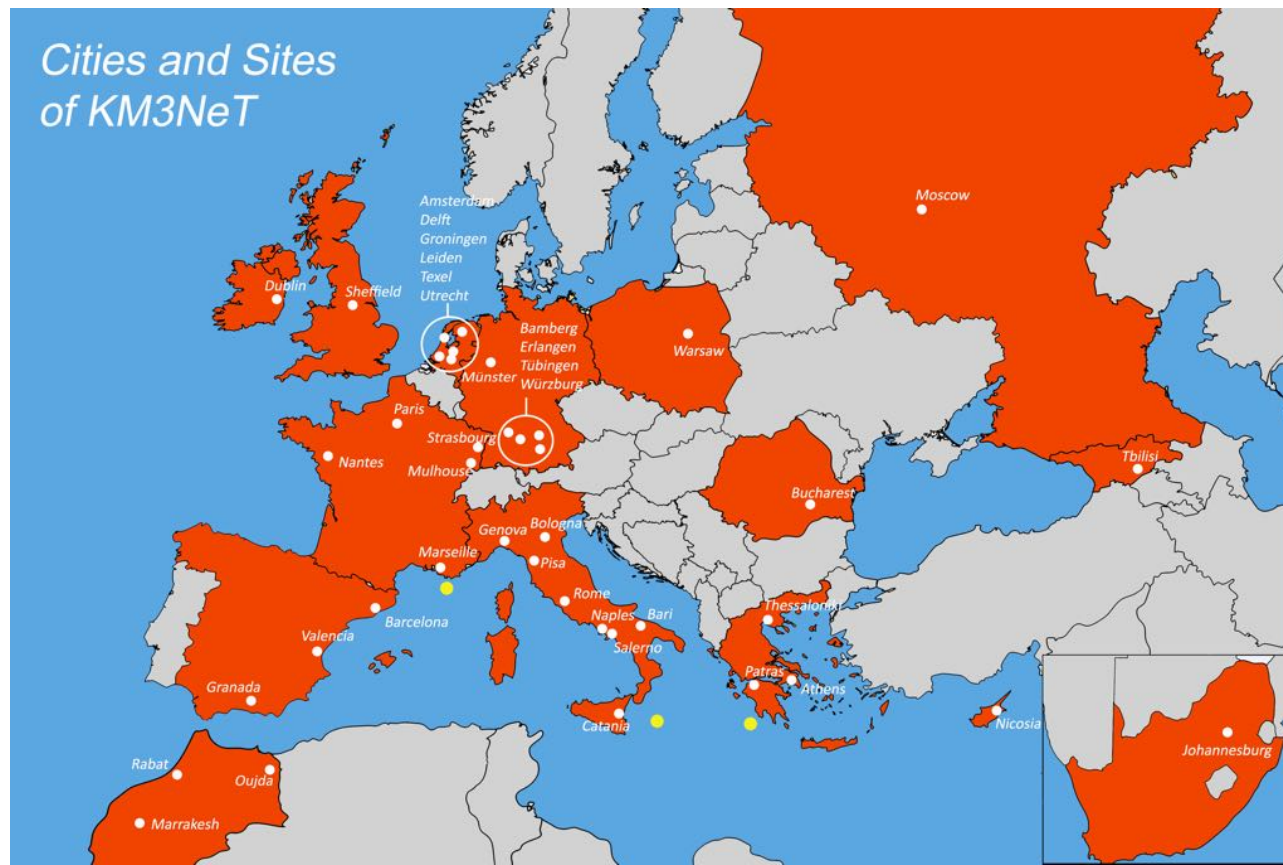 Cities and Sites
of KM3NeT
Moscow
Amsterdam
Delft
Groningen
Leiden
Texel
Utrecht
Dublin
Sheffield
Bamberg
Erlangen
Tübingen
Würzburg
Warsaw
Münster
Paris
Strasbourg
Nantes
Mulhouse
Tbilisi
Bucharest
Genova
Bologna
Marseille
Pisa
Rome
Barcelona
Naples
Bari
Thessaloniki
Valencia
Salerno
Granada
Patras
Athens
Catania
Nicosia
Johannesburg
Rabat
Oujda
Marrakesh